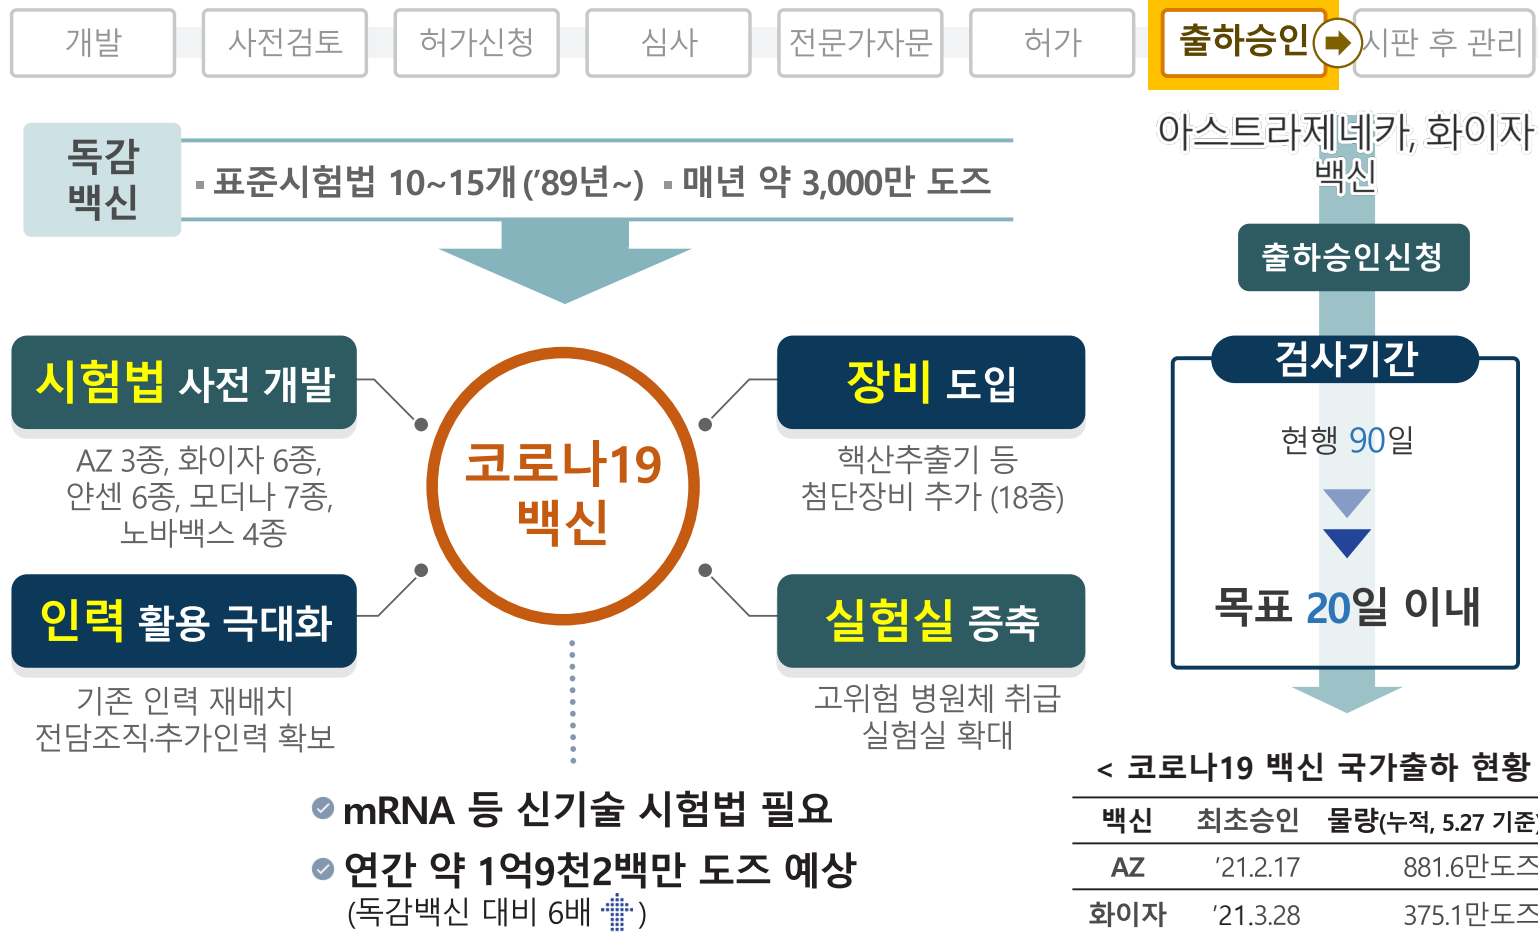 개발
사전검토
허가신청
심사
전문가자문
허가
출하승인
시판 후 관리
독감
백신
▪ 표준시험법 10~15개('89년~) ▪ 매년 약 3,000만 도즈
아스트라제네카, 화이자
백신
출하승인신청
검사기간
현행 90일
목표 20일 이내
시험법 사전 개발
AZ 3종, 화이자 6종,
얀센 6종, 모더나 7종,
노바백스 4종
장비 도입
핵산추출기 등
첨단장비 추가 (18종)
코로나19
백신
인력 활용 극대화
기존 인력 재배치
전담조직·추가인력 확보
실험실 증축
고위험 병원체 취급
실험실 확대
mRNA 등 신기술 시험법 필요
연간 약 1억9천2백만 도즈 예상
(독감백신 대비 6배 )
< 코로나19 백신 국가출하 현황
백신 최초승인 물량(누적, 5.27 기준)
AZ '21.2.17 881.6만도즈
화이자 '21.3.28 375.1만도즈